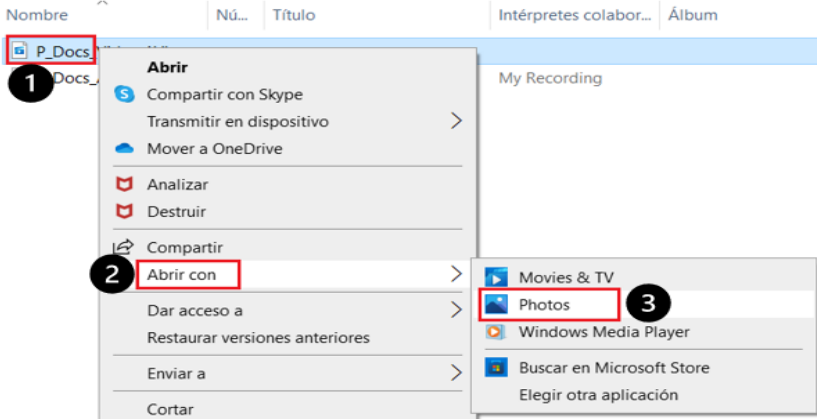 Nombre Nú... Título Intérpretes colabor... Álbum
P_Docs_
1
Docs_
My Recording
Abrir
Compartir con Skype
Transmitir en dispositivo
Mover a OneDrive
Analizar
Destruir
Compartir
2 Abrir con
Movies & TV
Photos 3
Windows Media Player
Buscar en Microsoft Store
Elegir otra aplicación
Dar acceso a
Restaurar versiones anteriores
Enviar a
Cortar